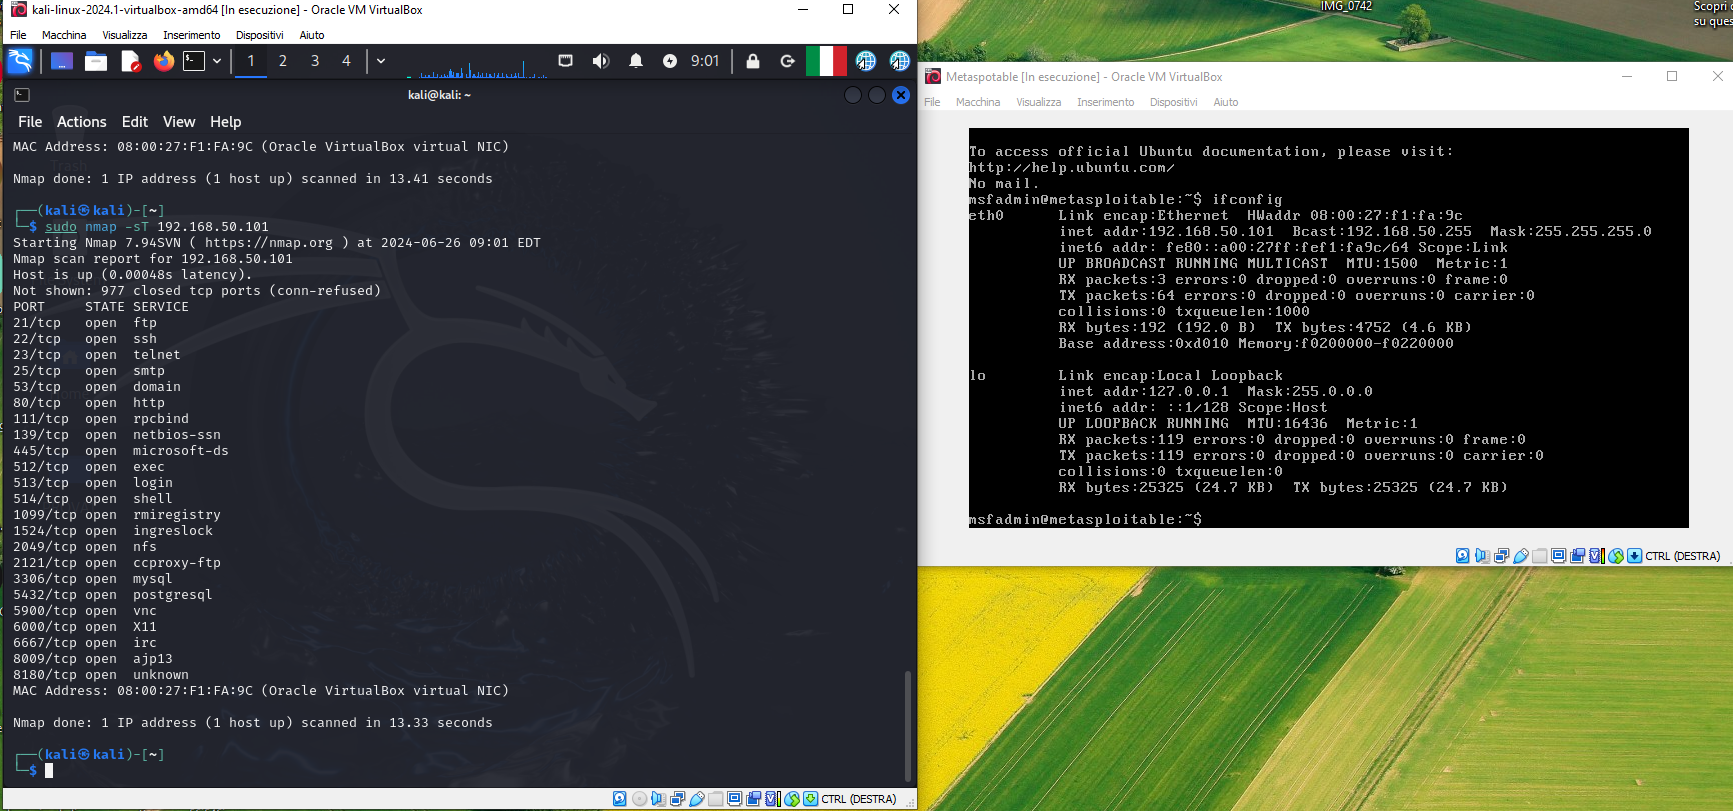 kali-linux-2024.1-virtualbox-amd64 [In esecuzione] - Oracle VM VirtualBox
File Macchina Visualizza Inserimento Dispositivi Aiuto
1 2 3 4 9:01
kali@kali: ~
File Actions Edit View Help
MAC Address: 08:00:27:F1:FA:9C (Oracle VirtualBox virtual NIC)
Nmap done: 1 IP address (1 host up) scanned in 13.41 seconds
┌──(kali㉿kali)-[~]
└─$ sudo nmap -sT 192.168.50.101
Starting Nmap 7.94SVN ( https://nmap.org ) at 2024-06-26 09:01 EDT
Nmap scan report for 192.168.50.101
Host is up (0.00048s latency).
Not shown: 977 closed tcp ports (conn-refused)
PORT STATE SERVICE
21/tcp open ftp
22/tcp open ssh
23/tcp open telnet
25/tcp open smtp
53/tcp open domain
80/tcp open http
111/tcp open rpcbind
139/tcp open netbios-ssn
445/tcp open microsoft-ds
512/tcp open exec
513/tcp open login
514/tcp open shell
1099/tcp open rmiregistry
1524/tcp open ingreslock
2049/tcp open nfs
2121/tcp open ccproxy-ftp
3306/tcp open mysql
5432/tcp open postgresql
5900/tcp open vnc
6000/tcp open X11
6667/tcp open irc
8009/tcp open ajp13
8180/tcp open unknown
MAC Address: 08:00:27:F1:FA:9C (Oracle VirtualBox virtual NIC)
Nmap done: 1 IP address (1 host up) scanned in 13.33 seconds
┌──(kali㉿kali)-[~]
└─$
CTRL (DESTRA)
IMG_0742
Scopri
su ques
Metaspotable [In esecuzione] - Oracle VM VirtualBox
File Macchina Visualizza Inserimento Dispositivi Aiuto
To access official Ubuntu documentation, please visit:
http://help.ubuntu.com/
No mail.
msfadmin@metasploitable:~$ ifconfig
eth0 Link encap:Ethernet HWaddr 08:00:27:f1:fa:9c
inet addr:192.168.50.101 Bcast:192.168.50.255 Mask:255.255.255.0
inet6 addr: fe80::a00:27ff:fef1:fa9c/64 Scope:Link
UP BROADCAST RUNNING MULTICAST MTU:1500 Metric:1
RX packets:3 errors:0 dropped:0 overruns:0 frame:0
TX packets:64 errors:0 dropped:0 overruns:0 carrier:0
collisions:0 txqueuelen:1000
RX bytes:192 (192.0 B) TX bytes:4752 (4.6 KB)
Base address:0xd010 Memory:f0200000-f0220000
lo Link encap:Local Loopback
inet addr:127.0.0.1 Mask:255.0.0.0
inet6 addr: ::1/128 Scope:Host
UP LOOPBACK RUNNING MTU:16436 Metric:1
RX packets:119 errors:0 dropped:0 overruns:0 frame:0
TX packets:119 errors:0 dropped:0 overruns:0 carrier:0
collisions:0 txqueuelen:0
RX bytes:25325 (24.7 KB) TX bytes:25325 (24.7 KB)
msfadmin@metasploitable:~$
CTRL (DESTRA)